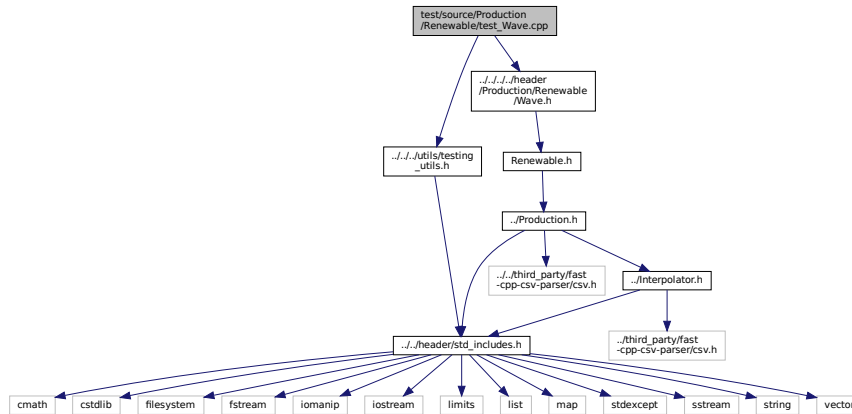 test/source/Production
/Renewable/test_Wave.cpp
../../../../header
/Production/Renewable
/Wave.h
../../../utils/testing
_utils.h
Renewable.h
../Production.h
../../third_party/fast
-cpp-csv-parser/csv.h
../Interpolator.h
../third_party/fast
-cpp-csv-parser/csv.h
../../header/std_includes.h
cmath
cstdlib
filesystem
fstream
iomanip
iostream
limits
list
map
stdexcept
sstream
string
vector